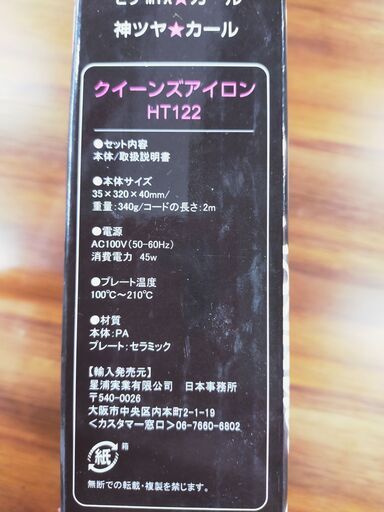 神ツヤ★カール
クイーンズアイロン
HT122
●セット内容
本体/取扱説明書
●本体サイズ
35×320×40mm/
重量:340g/コードの長さ:2m
●電源
AC100V(50-60Hz)
消費電力 45w
●プレート温度
100℃~210℃
●材質
本体:PA
プレート:セラミック
【輸入発売元】
星浦実業有限公司 日本事務所
〒540-0026
大阪市中央区内本町2-1-19
<カスタマー窓口>06-7660-6802
紙 箱
無断での転載・複製を禁じます。